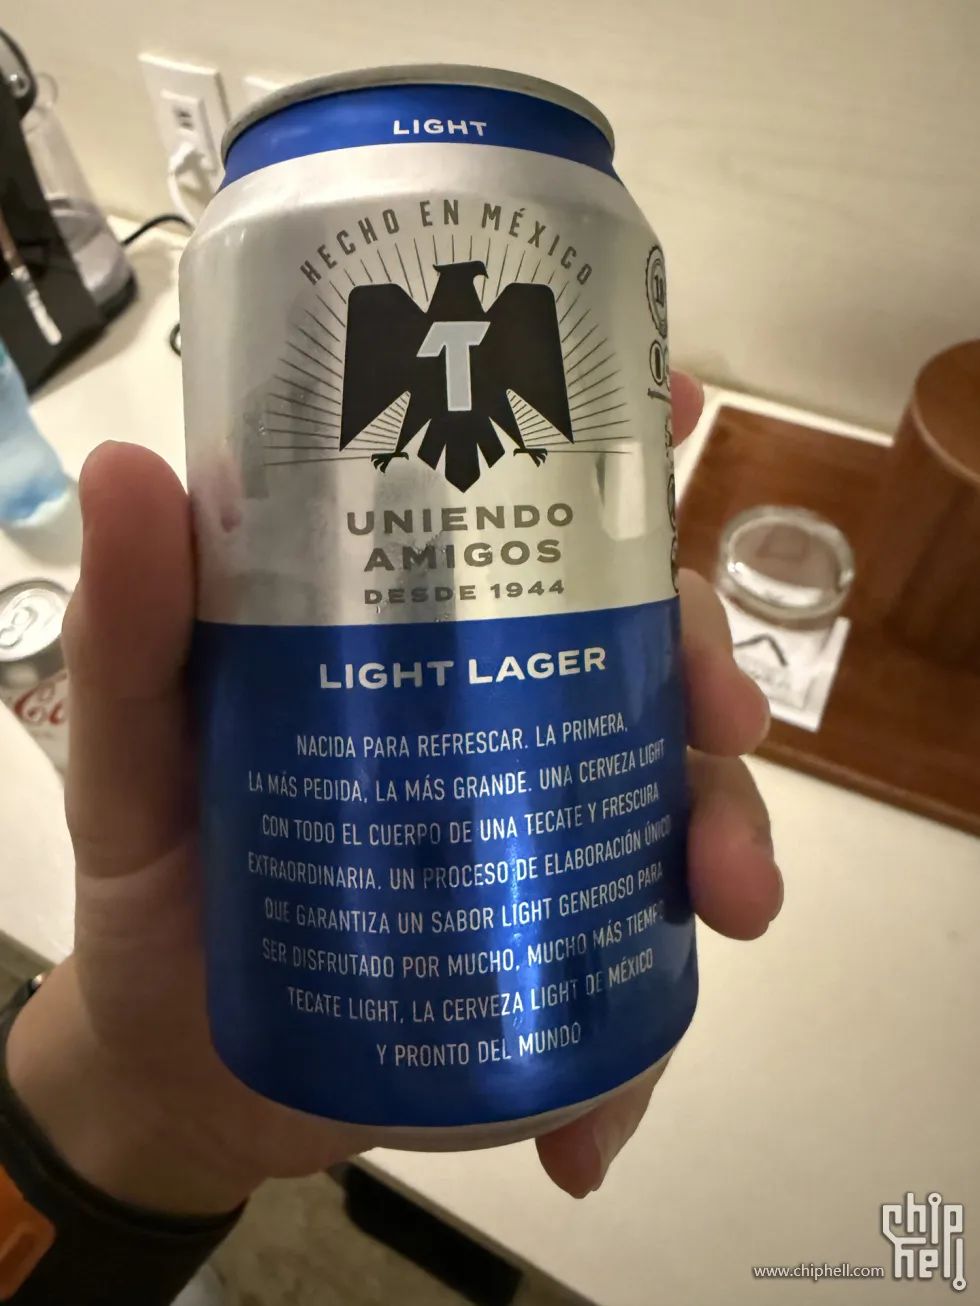 LIGHT
HECHO EN MÉXICO
T
UNIENDO
AMIGOS
DESDE 1944
LIGHT LAGER
NACIDA PARA REFRESCAR. LA PRIMERA,
LA MÁS PEDIDA, LA MÁS GRANDE. UNA CERVEZA LIGHT
CON TODO EL CUERPO DE UNA TECATE Y FRESCURA
EXTRAORDINARIA. UN PROCESO DE ELABORACIÓN ÚNICO
QUE GARANTIZA UN SABOR LIGHT GENEROSO PARA
SER DISFRUTADO POR MUCHO, MUCHO MÁS TIEMPO
TECATE LIGHT, LA CERVEZA LIGHT DE MÉXICO
Y PRONTO DEL MUNDO
chip
hell
www.chiphell.com